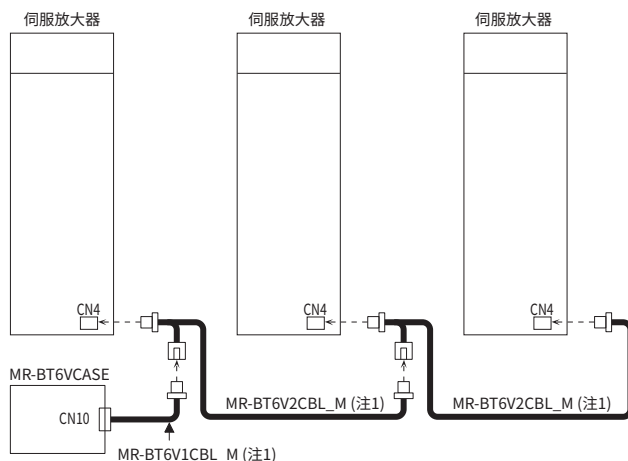 伺服放大器
伺服放大器
伺服放大器
CN4
CN4
CN4
MR-BT6VCASE
CN10
MR-BT6V2CBL_M (注1)
MR-BT6V2CBL_M (注1)
MR-BT6V1CBL_M (注1)